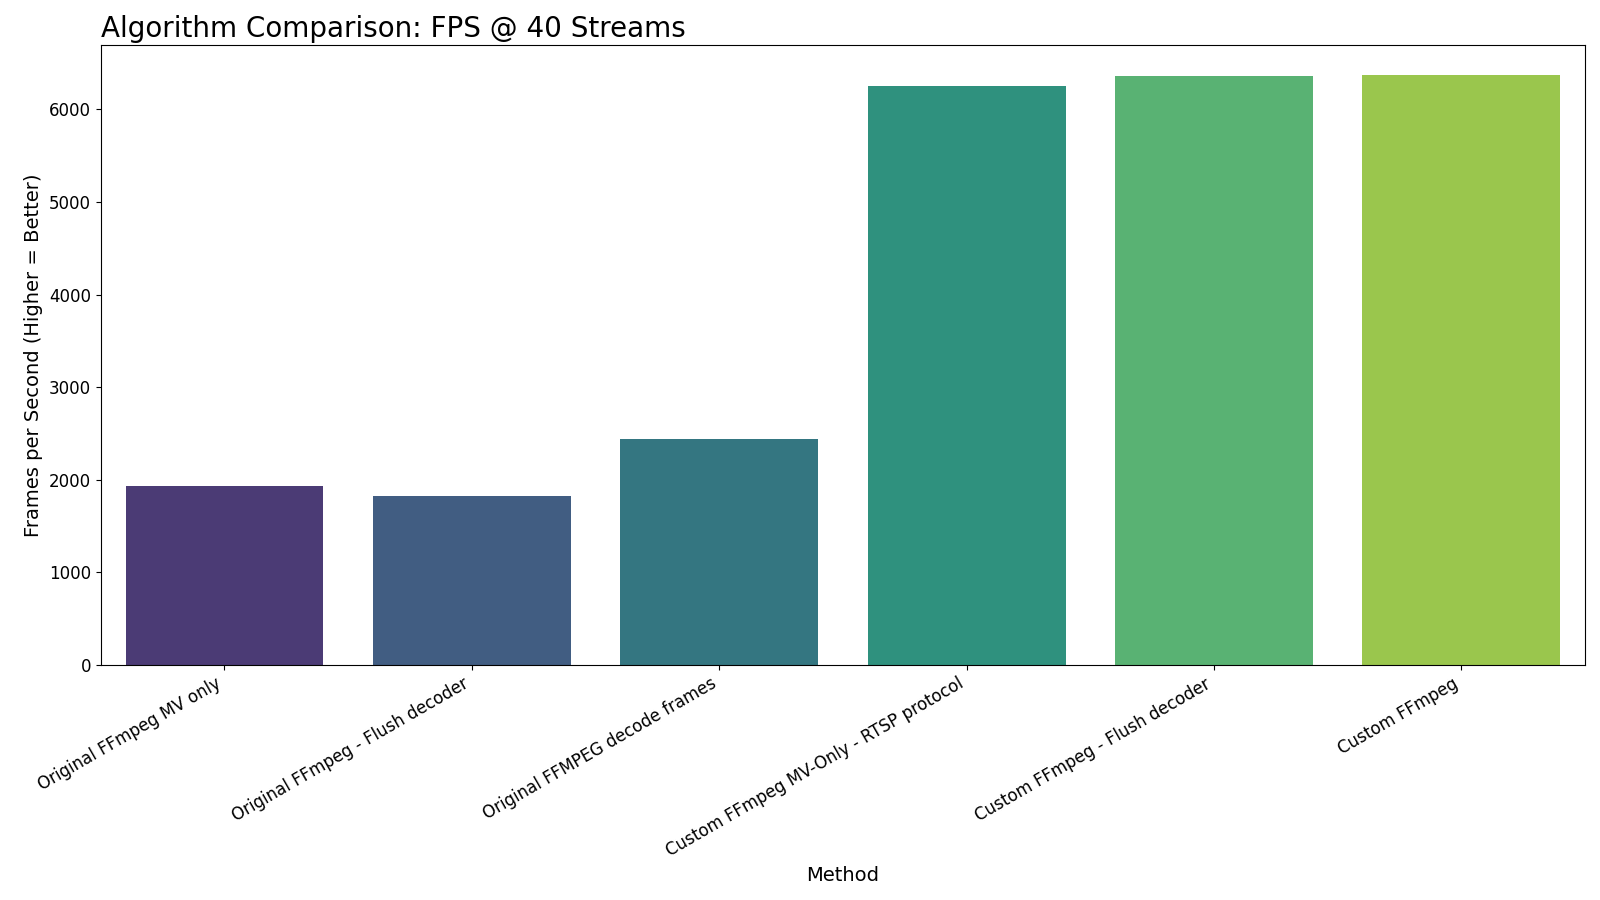 Algorithm Comparison: FPS @ 40 Streams
Frames per Second (Higher = Better)
6000
5000
4000
3000
2000
1000
0
Original FFmpeg MV only
Original FFmpeg - Flush decoder
Original FFMPEG decode frames
Custom FFmpeg MV-Only - RTSP protocol
Custom FFmpeg - Flush decoder
Custom FFmpeg
Method